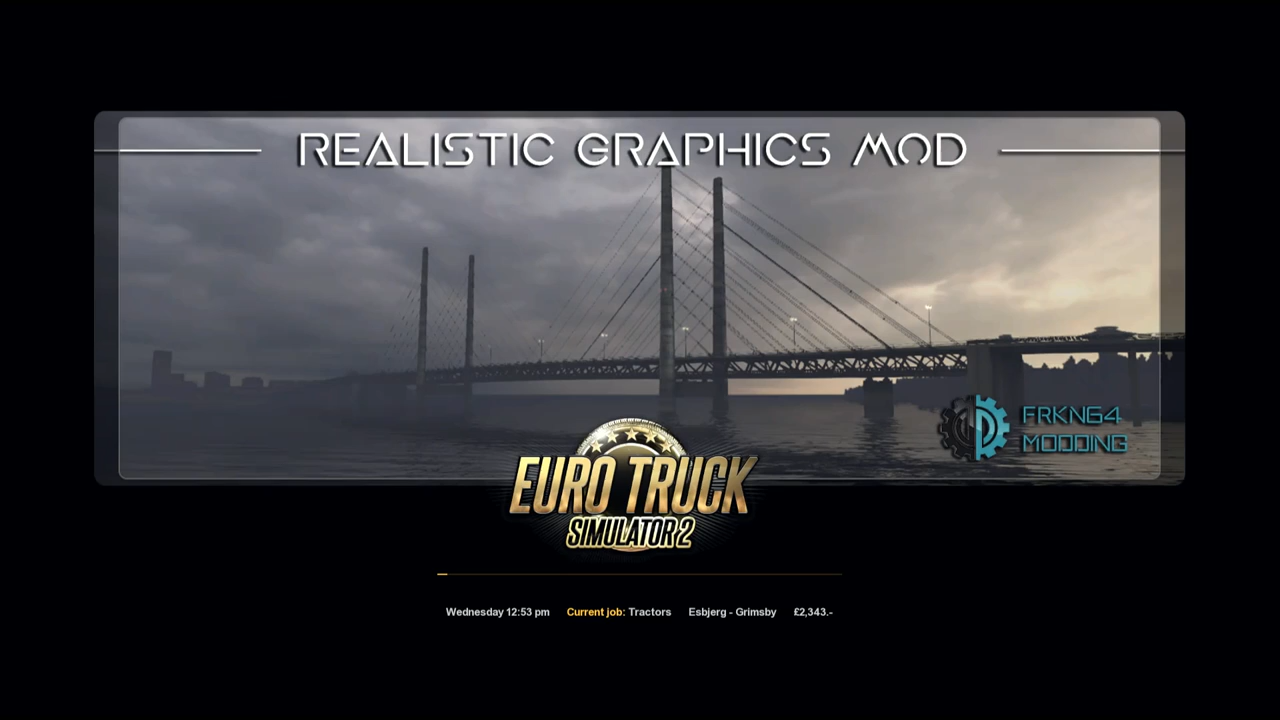 REALISTIC GRAPHICS MOD
FRKN64
MODDING
EURO TRUCK
SIMULATOR 2
Wednesday 12:53 pm Current job: Tractors Esbjerg - Grimsby £2,343.-